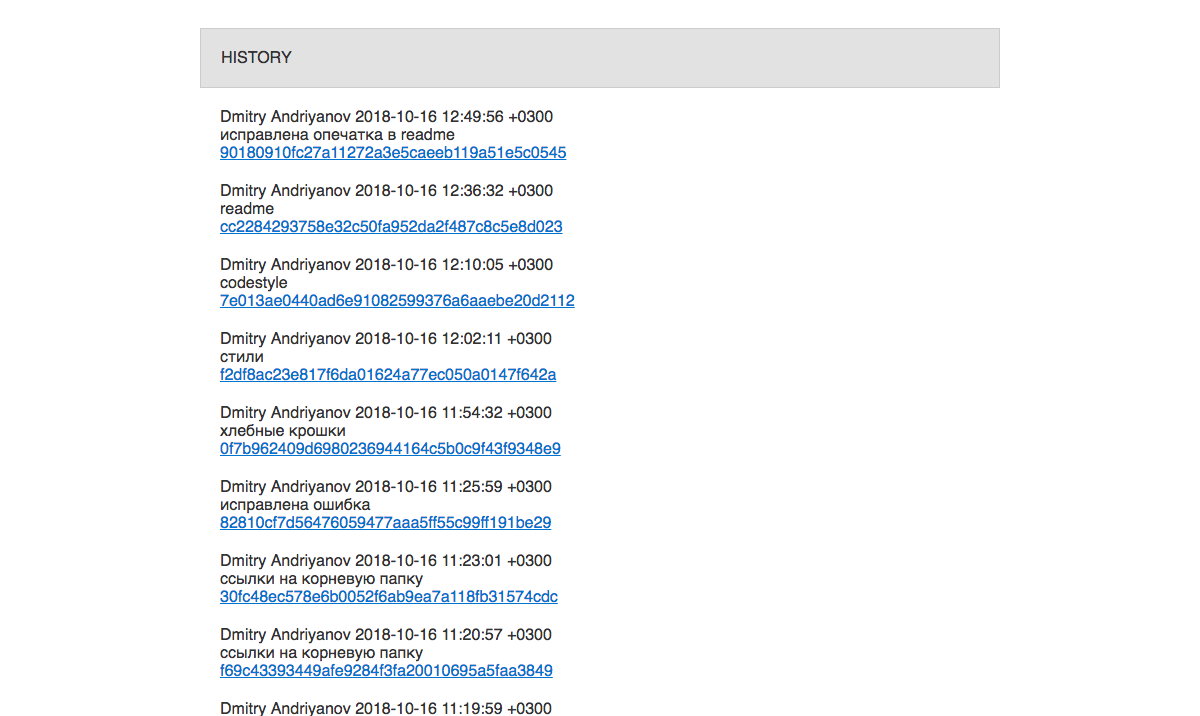 HISTORY
Dmitry Andriyanov 2018-10-16 12:49:56 +0300
исправлена опечатка в readme
90180910fc27a11272a3e5caeeb119a51e5c0545
Dmitry Andriyanov 2018-10-16 12:36:32 +0300
readme
cc2284293758e32c50fa952da2f487c8c5e8d023
Dmitry Andriyanov 2018-10-16 12:10:05 +0300
codestyle
7e013ae0440ad6e91082599376a6aaebe20d2112
Dmitry Andriyanov 2018-10-16 12:02:11 +0300
стили
f2df8ac23e817f6da01624a77ec050a0147f642a
Dmitry Andriyanov 2018-10-16 11:54:32 +0300
хлебные крошки
0f7b962409d6980236944164c5b0c9f43f9348e9
Dmitry Andriyanov 2018-10-16 11:25:59 +0300
исправлена ошибка
82810cf7d56476059477aaa5ff55c99ff191be29
Dmitry Andriyanov 2018-10-16 11:23:01 +0300
ссылки на корневую папку
30fc48ec578e6b0052f6ab9ea7a118fb31574cdc
Dmitry Andriyanov 2018-10-16 11:20:57 +0300
ссылки на корневую папку
f69c43393449afe9284f3fa20010695a5faa3849
Dmitry Andriyanov 2018-10-16 11:19:59 +0300